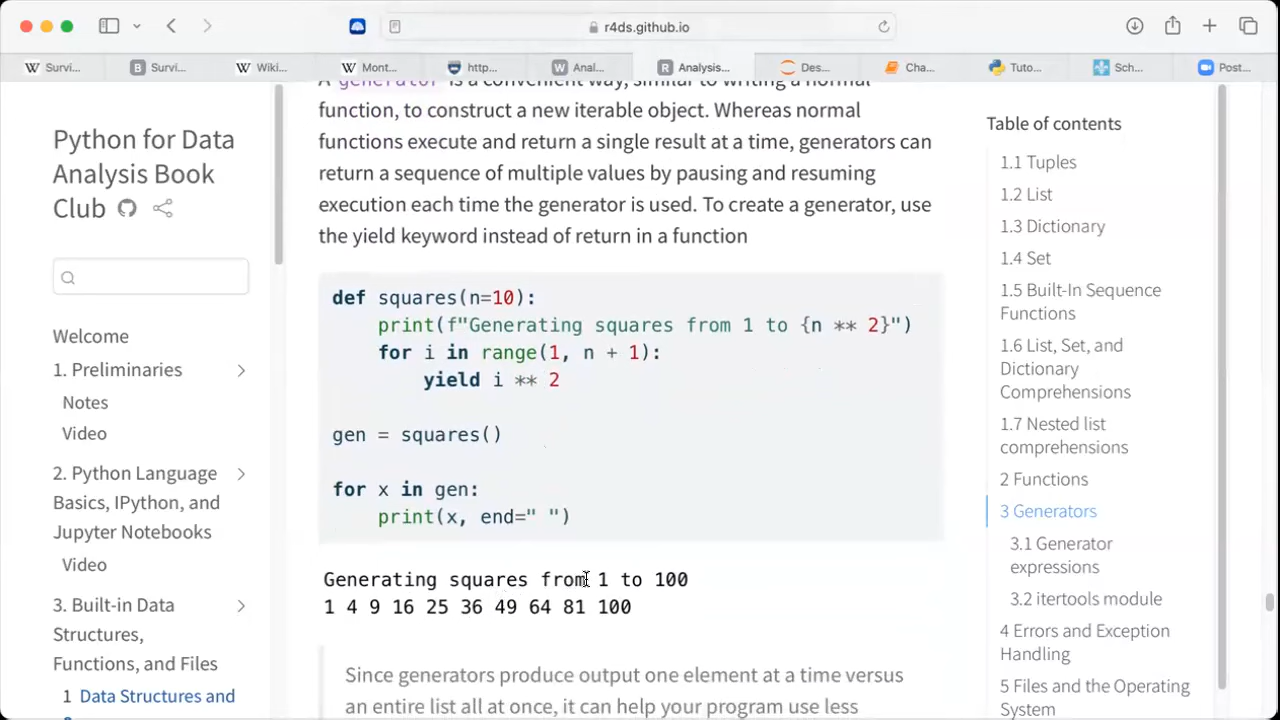 r4ds.github.io
Survi...
Survi...
Wiki...
Mont...
http...
Anal...
Analysis...
Des...
Cha...
Tuto...
Sch...
Post...
Python for Data
Analysis Book
Club
Welcome
1. Preliminaries
Notes
Video
2. Python Language
Basics, IPython, and
Jupyter Notebooks
Video
3. Built-in Data
Structures,
Functions, and Files
1 Data Structures and
A generator is a convenient way, similar to writing a normal
function, to construct a new iterable object. Whereas normal
functions execute and return a single result at a time, generators can
return a sequence of multiple values by pausing and resuming
execution each time the generator is used. To create a generator, use
the yield keyword instead of return in a function
def squares(n=10):
    print(f"Generating squares from 1 to {n ** 2}")
    for i in range(1, n + 1):
        yield i ** 2
gen = squares()
for x in gen:
    print(x, end=" ")
Generating squares from 1 to 100
1 4 9 16 25 36 49 64 81 100
Since generators produce output one element at a time versus
an entire list all at once, it can help your program use less
Table of contents
1.1 Tuples
1.2 List
1.3 Dictionary
1.4 Set
1.5 Built-In Sequence
Functions
1.6 List, Set, and
Dictionary
Comprehensions
1.7 Nested list
comprehensions
2 Functions
3 Generators
3.1 Generator
expressions
3.2 itertools module
4 Errors and Exception
Handling
5 Files and the Operating
System